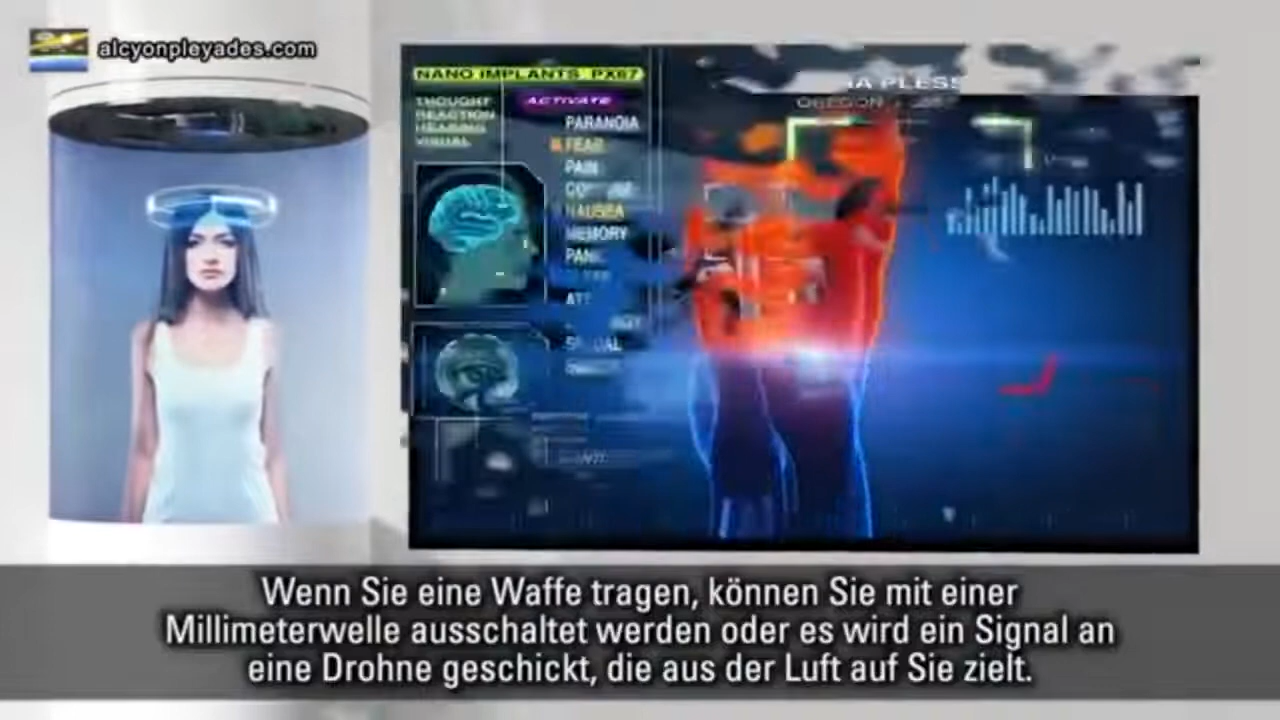 alcyonpleyades.com
NANO IMPLANTS PX67
ACTIVATE
THOUGHT
REACTION
HEARING
VISUAL
PARANOIA
FEAR
PAIN
NAUSEA
MEMORY
PLESS
OREGON
Wenn Sie eine Waffe tragen, können Sie mit einer
Millimeterwelle ausschaltet werden oder es wird ein Signal an
eine Drohne geschickt, die aus der Luft auf Sie zielt.